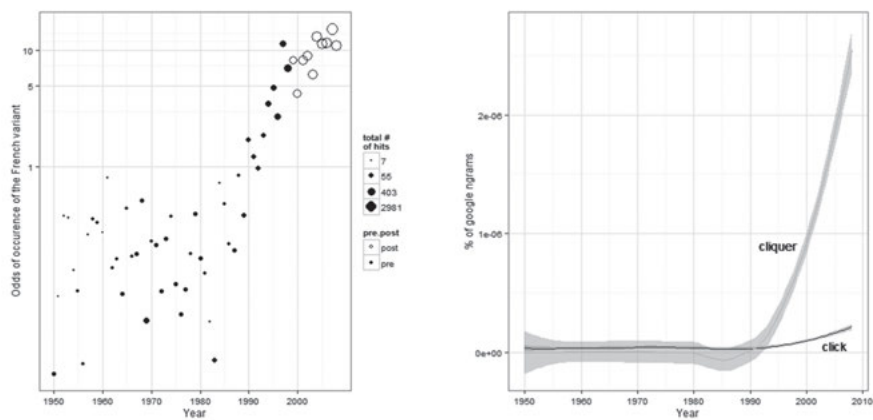 Odds of occurence of the French variant
10
5
1
1950 1960 1970 1980 1990 2000
Year
total #
of hits
7
55
403
2981
pre.post
post
pre
% of google ngrams
2e-06
1e-06
0e+00
cliquer
click
1950 1960 1970 1980 1990 2000 2010
Year